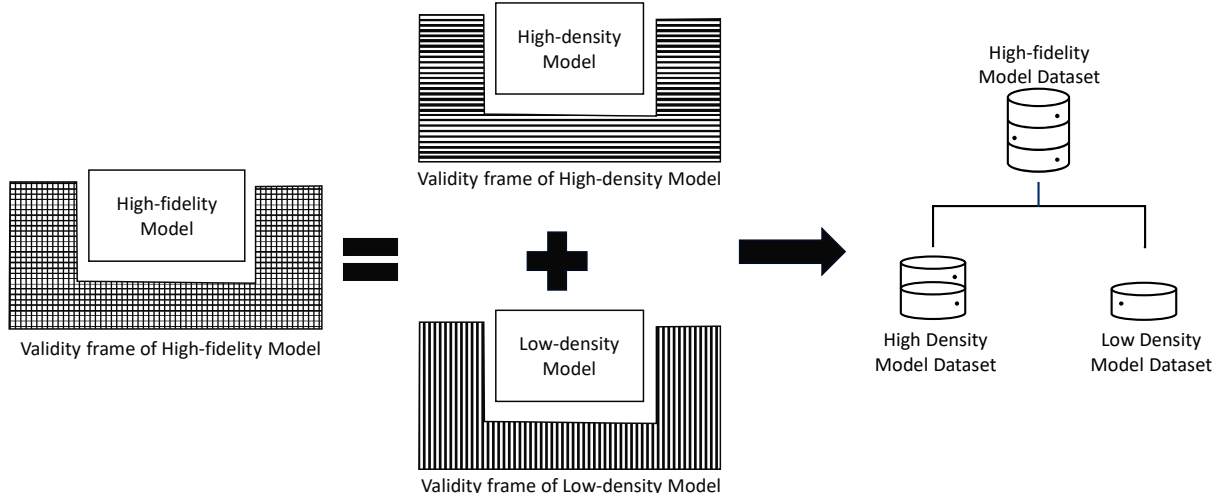 High-fidelity
Model
Validity frame of High-fidelity Model
High-density
Model
Validity frame of High-density Model
Low-density
Model
Validity frame of Low-density Model
High-fidelity
Model Dataset
High Density
Model Dataset
Low Density
Model Dataset